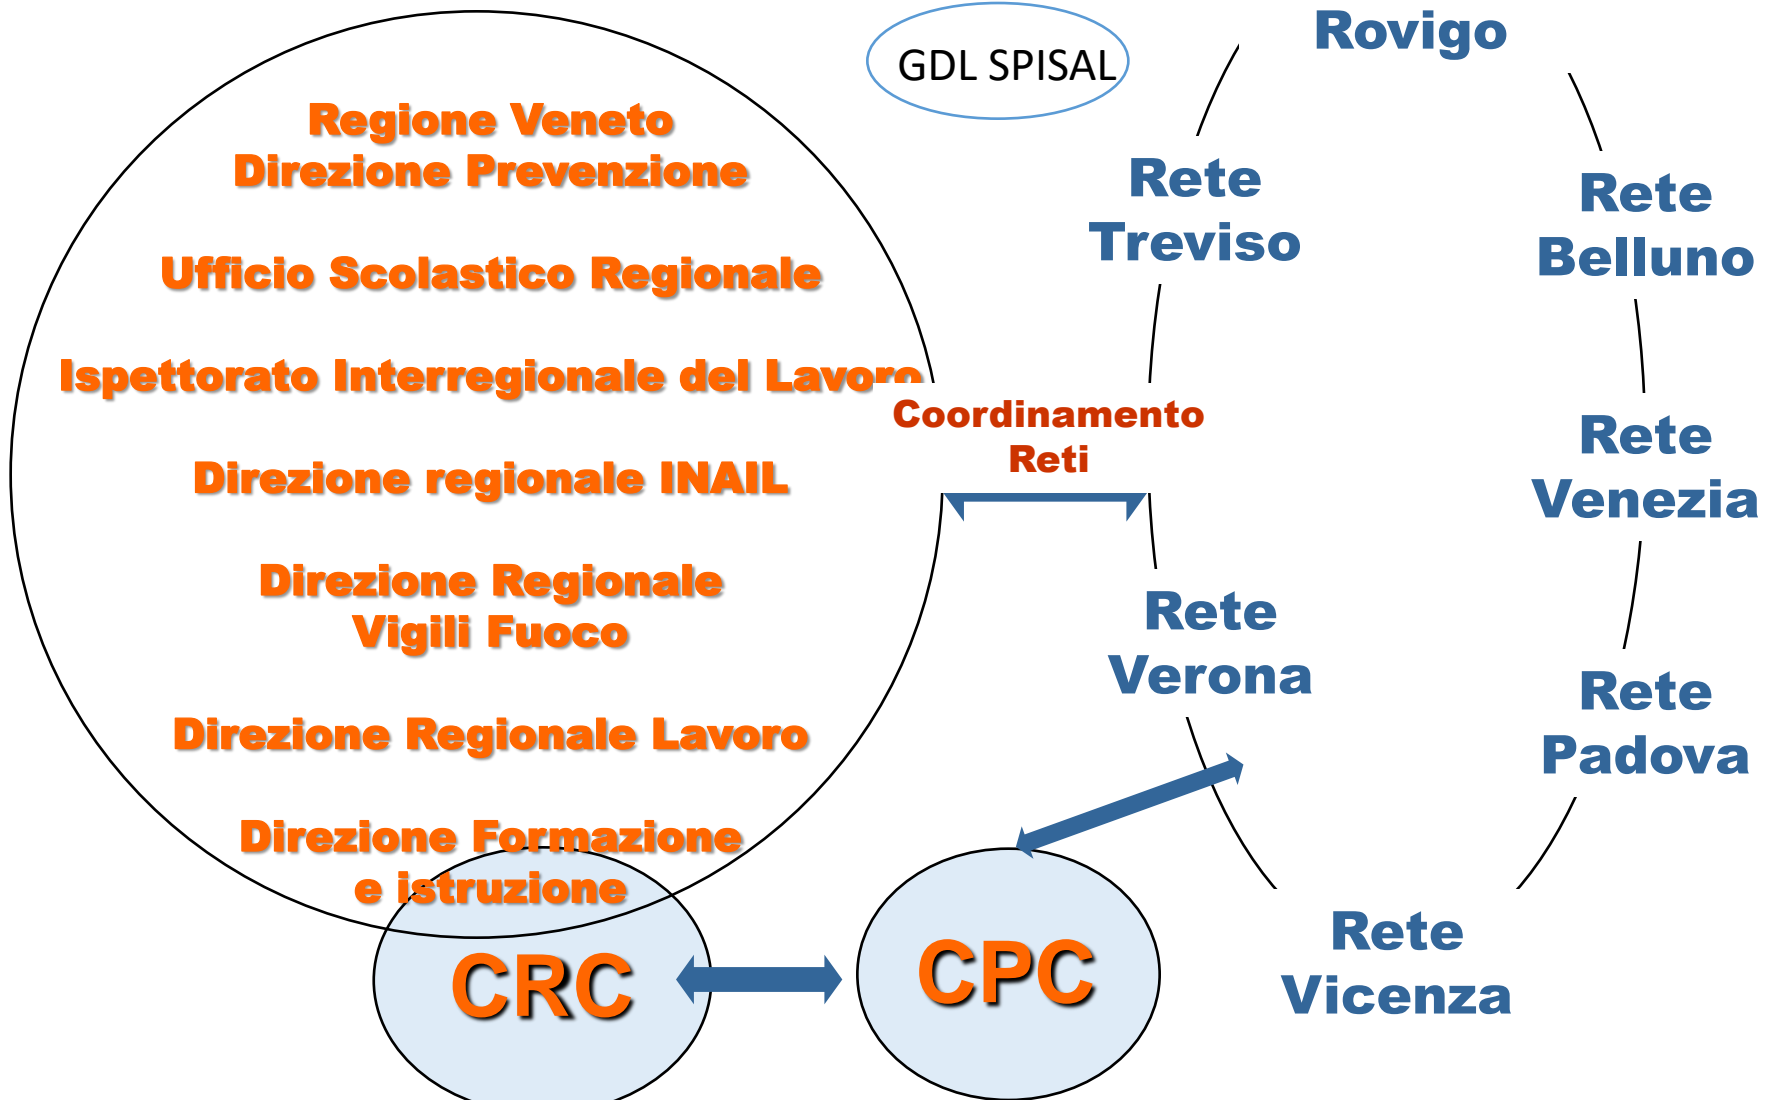 GDL SPISAL
Regione Veneto
Direzione Prevenzione
Ufficio Scolastico Regionale
Ispettorato Interregionale del Lavoro
Direzione regionale INAIL
Direzione Regionale
Vigili Fuoco
Direzione Regionale Lavoro
Direzione Formazione
e istruzione
CRC
CPC
Coordinamento
Reti
Rovigo
Rete
Treviso
Rete
Belluno
Rete
Venezia
Rete
Verona
Rete
Padova
Rete
Vicenza